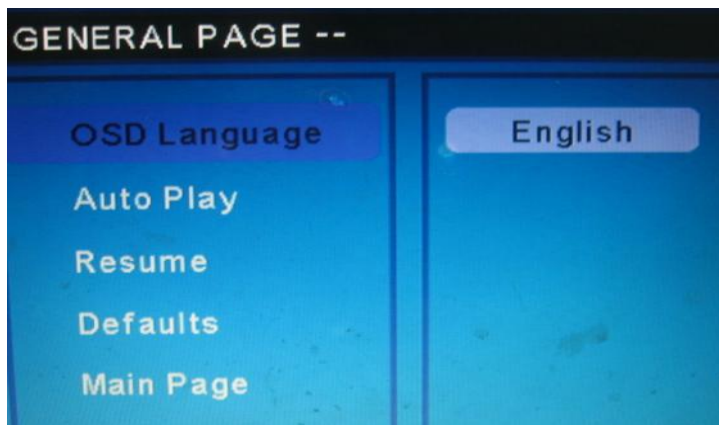 GENERAL PAGE --
OSD Language
English
Auto Play
Resume
Defaults
Main Page